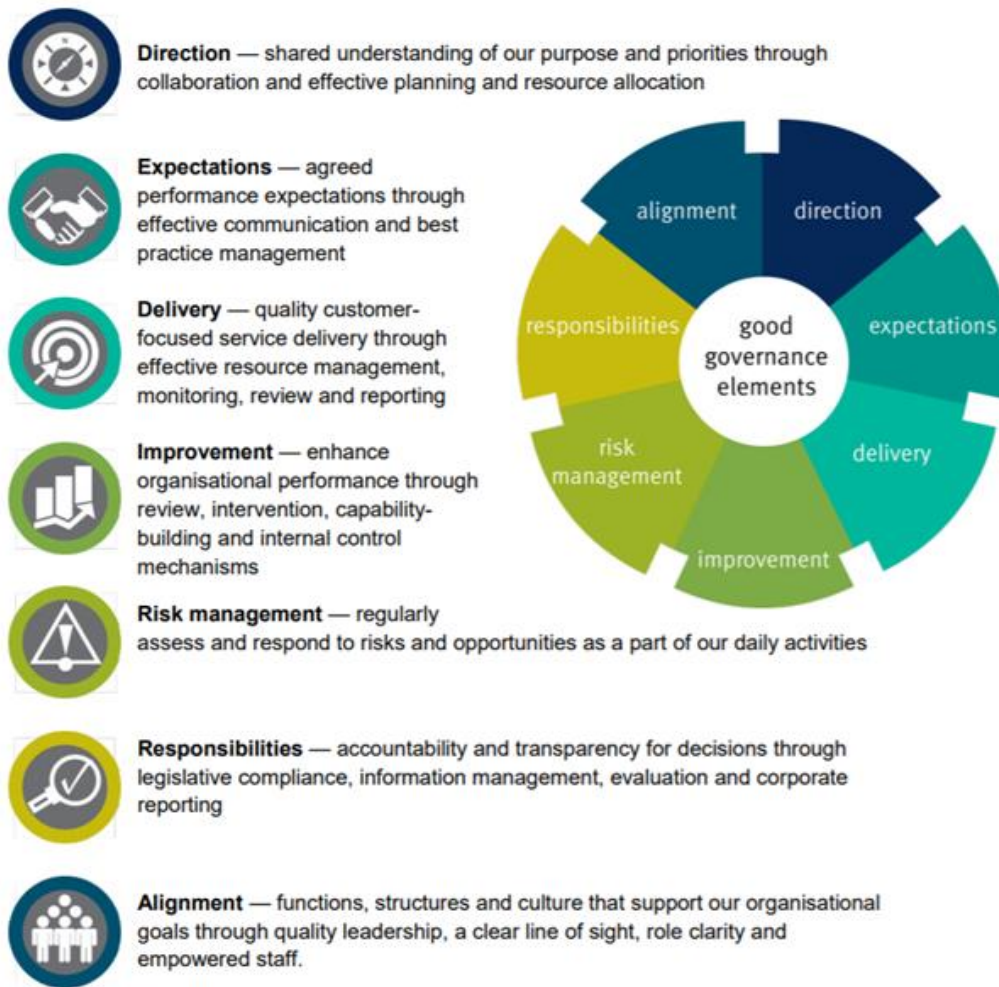 Direction — shared understanding of our purpose and priorities through
collaboration and effective planning and resource allocation
Expectations — agreed
performance expectations through
effective communication and best
practice management
Delivery — quality customer-
focused service delivery through
effective resource management,
monitoring, review and reporting
Improvement — enhance
organisational performance through
review, intervention, capability-
building and internal control
mechanisms
Risk management — regularly
assess and respond to risks and opportunities as a part of our daily activities
Responsibilities — accountability and transparency for decisions through
legislative compliance, information management, evaluation and corporate
reporting
Alignment — functions, structures and culture that support our organisational
goals through quality leadership, a clear line of sight, role clarity and
empowered staff.
good
governance
elements
direction
expectations
delivery
improvement
risk
management
responsibilities
alignment
N